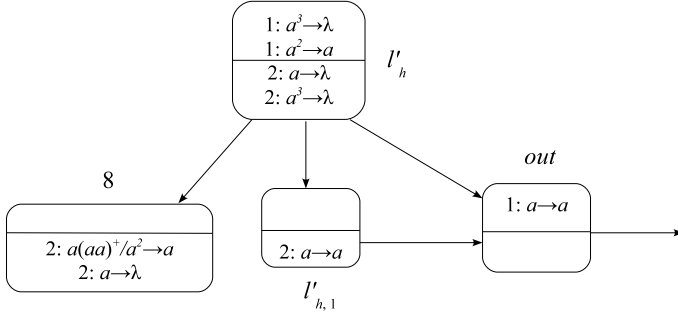 1: a³→λ
1: a²→a
2: a→λ
2: a³→λ
l'ₕ
out
8
1: a→a
2: a(aa)⁺/a²→a
2: a→λ
2: a→a
l'ₕ, ₁